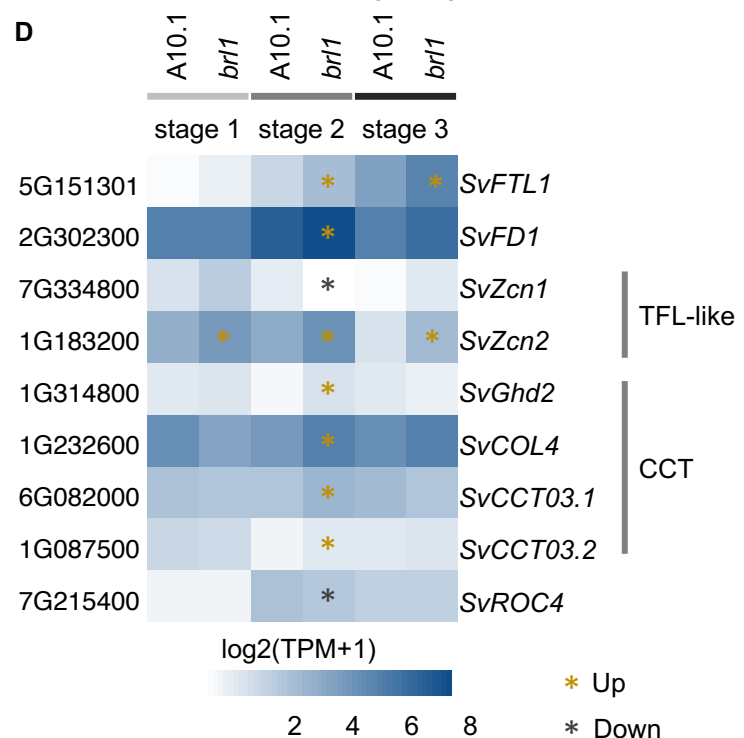 D
A10.1 brl1 A10.1 brl1 A10.1 brl1
stage 1 stage 2 stage 3
5G151301 * * SvFTL1
2G302300 * SvFD1
7G334800 * SvZcn1
1G183200 * * * SvZcn2
TFL-like
1G314800 * SvGhd2
1G232600 * SvCOL4
6G082000 * SvCCT03.1
CCT
1G087500 * SvCCT03.2
7G215400 * SvROC4
log2(TPM+1)
2 4 6 8
* Up
* Down